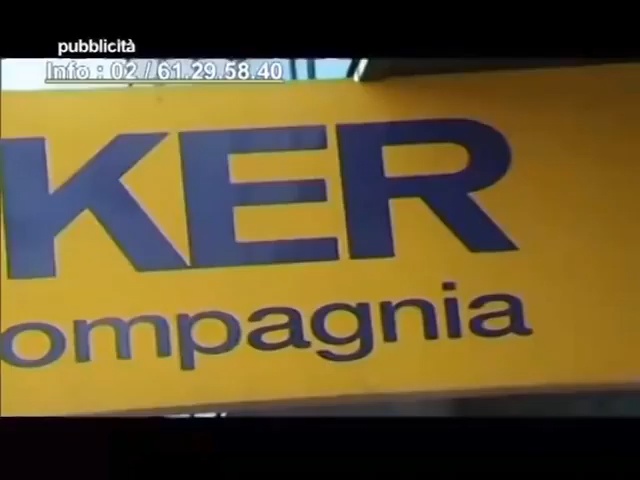 pubblicità
Info : 02 / 61.29.58.40
KER
ompagnia